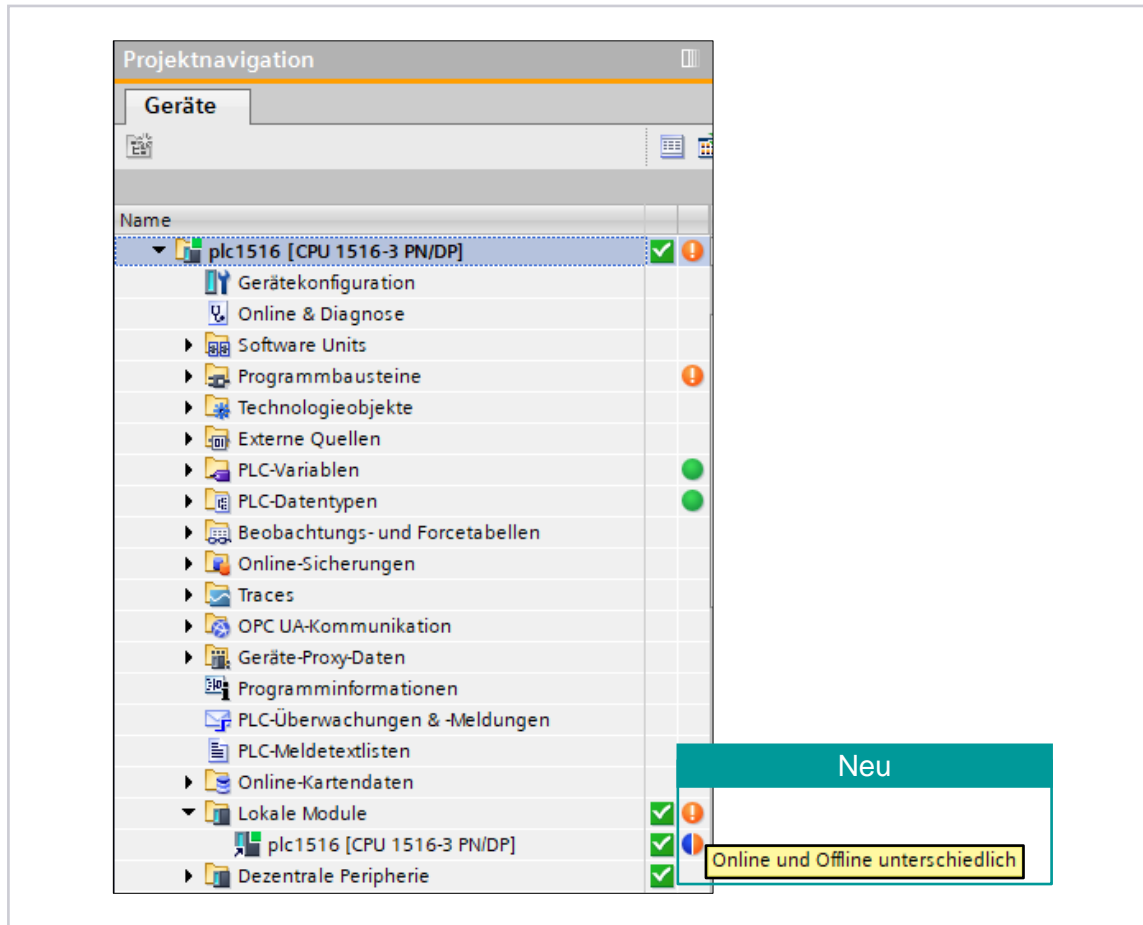 Projektnavigation
Geräte
Name
plc1516 [CPU 1516-3 PN/DP]
Gerätekonfiguration
Online & Diagnose
Software Units
Programmbausteine
Technologieobjekte
Externe Quellen
PLC-Variablen
PLC-Datentypen
Beobachtungs- und Forcetabellen
Online-Sicherungen
Traces
OPC UA-Kommunikation
Geräte-Proxy-Daten
Programminformationen
PLC-Überwachungen & -Meldungen
PLC-Meldetextlisten
Neu
Online-Kartendaten
Lokale Module
plc1516 [CPU 1516-3 PN/DP]
Online und Offline unterschiedlich
Dezentrale Peripherie